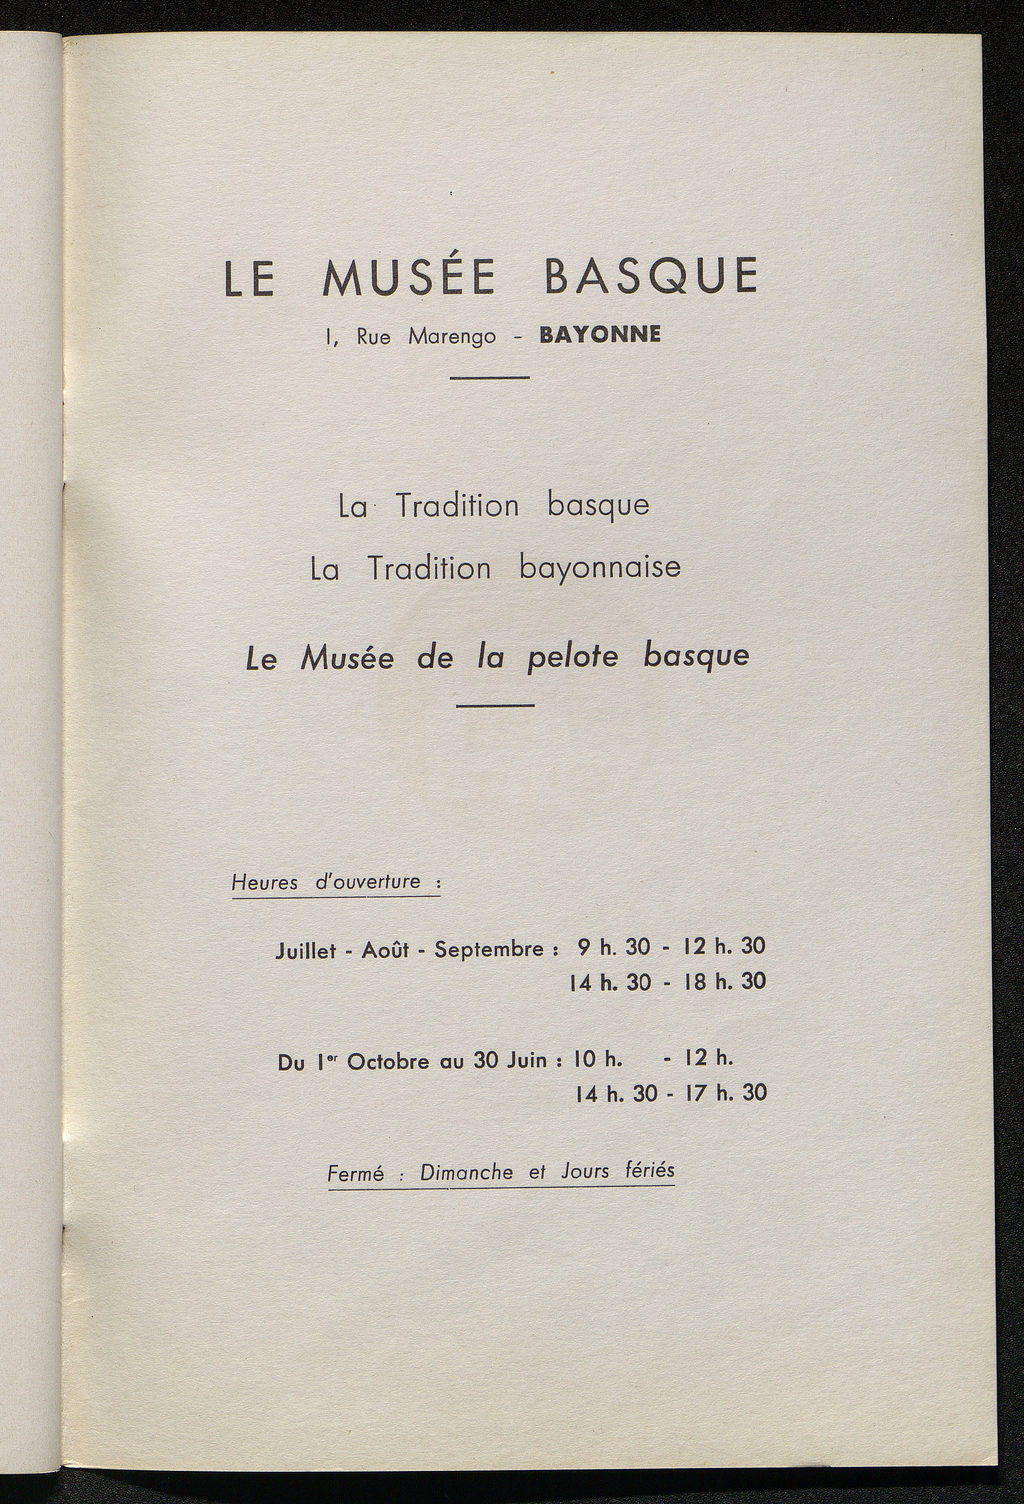 LE MUSÉE BASQUE
1, Rue Marengo - BAYONNE
La Tradition basque
La Tradition bayonnaise
Le Musée de la pelote basque
Heures d'ouverture :
Juillet - Août - Septembre : 9 h. 30 - 12 h. 30
14 h. 30 - 18 h. 30
Du 1er Octobre au 30 Juin : 10 h. - 12 h.
14 h. 30 - 17 h. 30
Fermé : Dimanche et Jours fériés